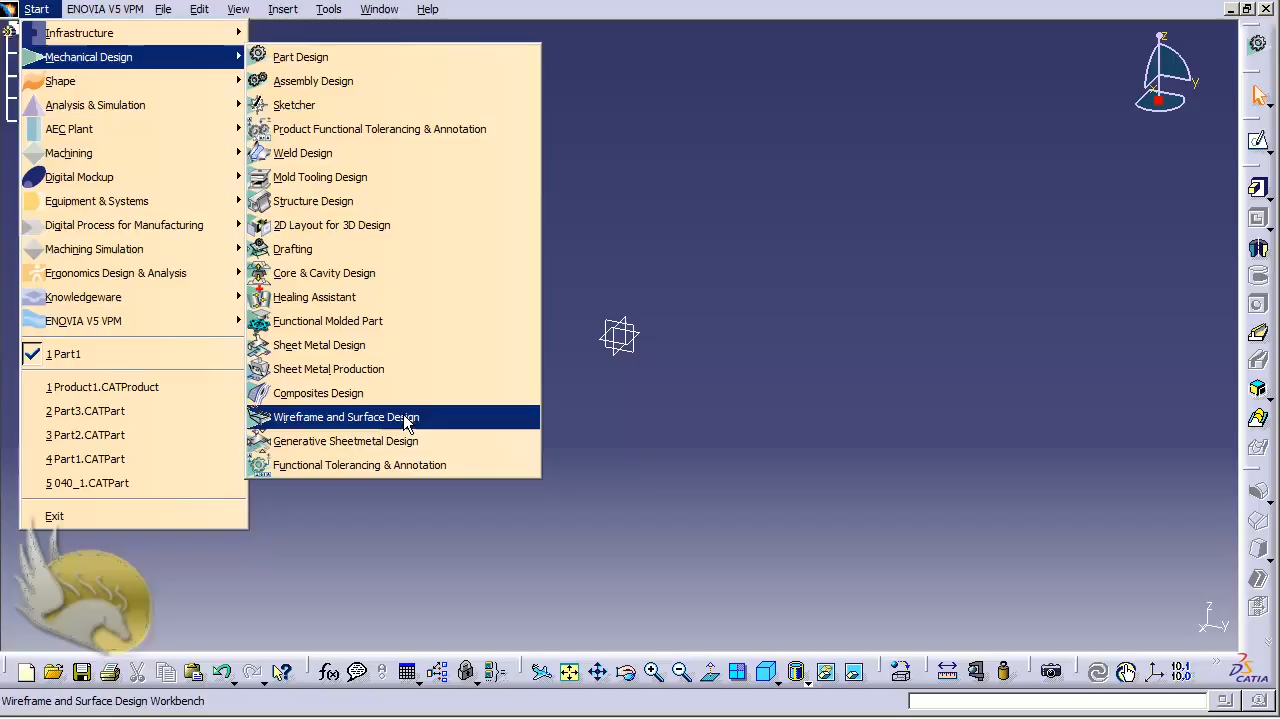 Start ENOVIA V5 VPM File Edit View Insert Tools Window Help
Infrastructure
Mechanical Design
Shape
Analysis & Simulation
AEC Plant
Machining
Digital Mockup
Equipment & Systems
Digital Process for Manufacturing
Machining Simulation
Ergonomics Design & Analysis
Knowledgeware
ENOVIA V5 VPM
1 Part1
1 Product1.CATProduct
2 Part3.CATPart
3 Part2.CATPart
4 Part1.CATPart
5 040_1.CATPart
Exit
Part Design
Assembly Design
Sketcher
Product Functional Tolerancing & Annotation
Weld Design
Mold Tooling Design
Structure Design
2D Layout for 3D Design
Drafting
Core & Cavity Design
Healing Assistant
Functional Molded Part
Sheet Metal Design
Sheet Metal Production
Composites Design
Wireframe and Surface Design
Generative Sheetmetal Design
Functional Tolerancing & Annotation
z
y
x
z
x y
f(x)
10.1
10.0
CATIA
Wireframe and Surface Design Workbench